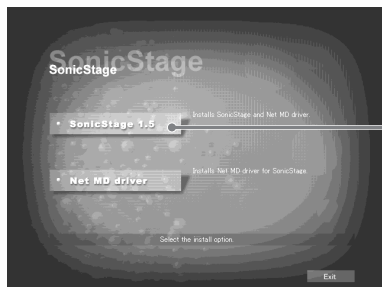 SonicStage
SonicStage
Installs SonicStage and Net MD driver.
• SonicStage 1.5
Installs Net MD driver for SonicStage.
• Net MD driver
Select the install option.
Exit